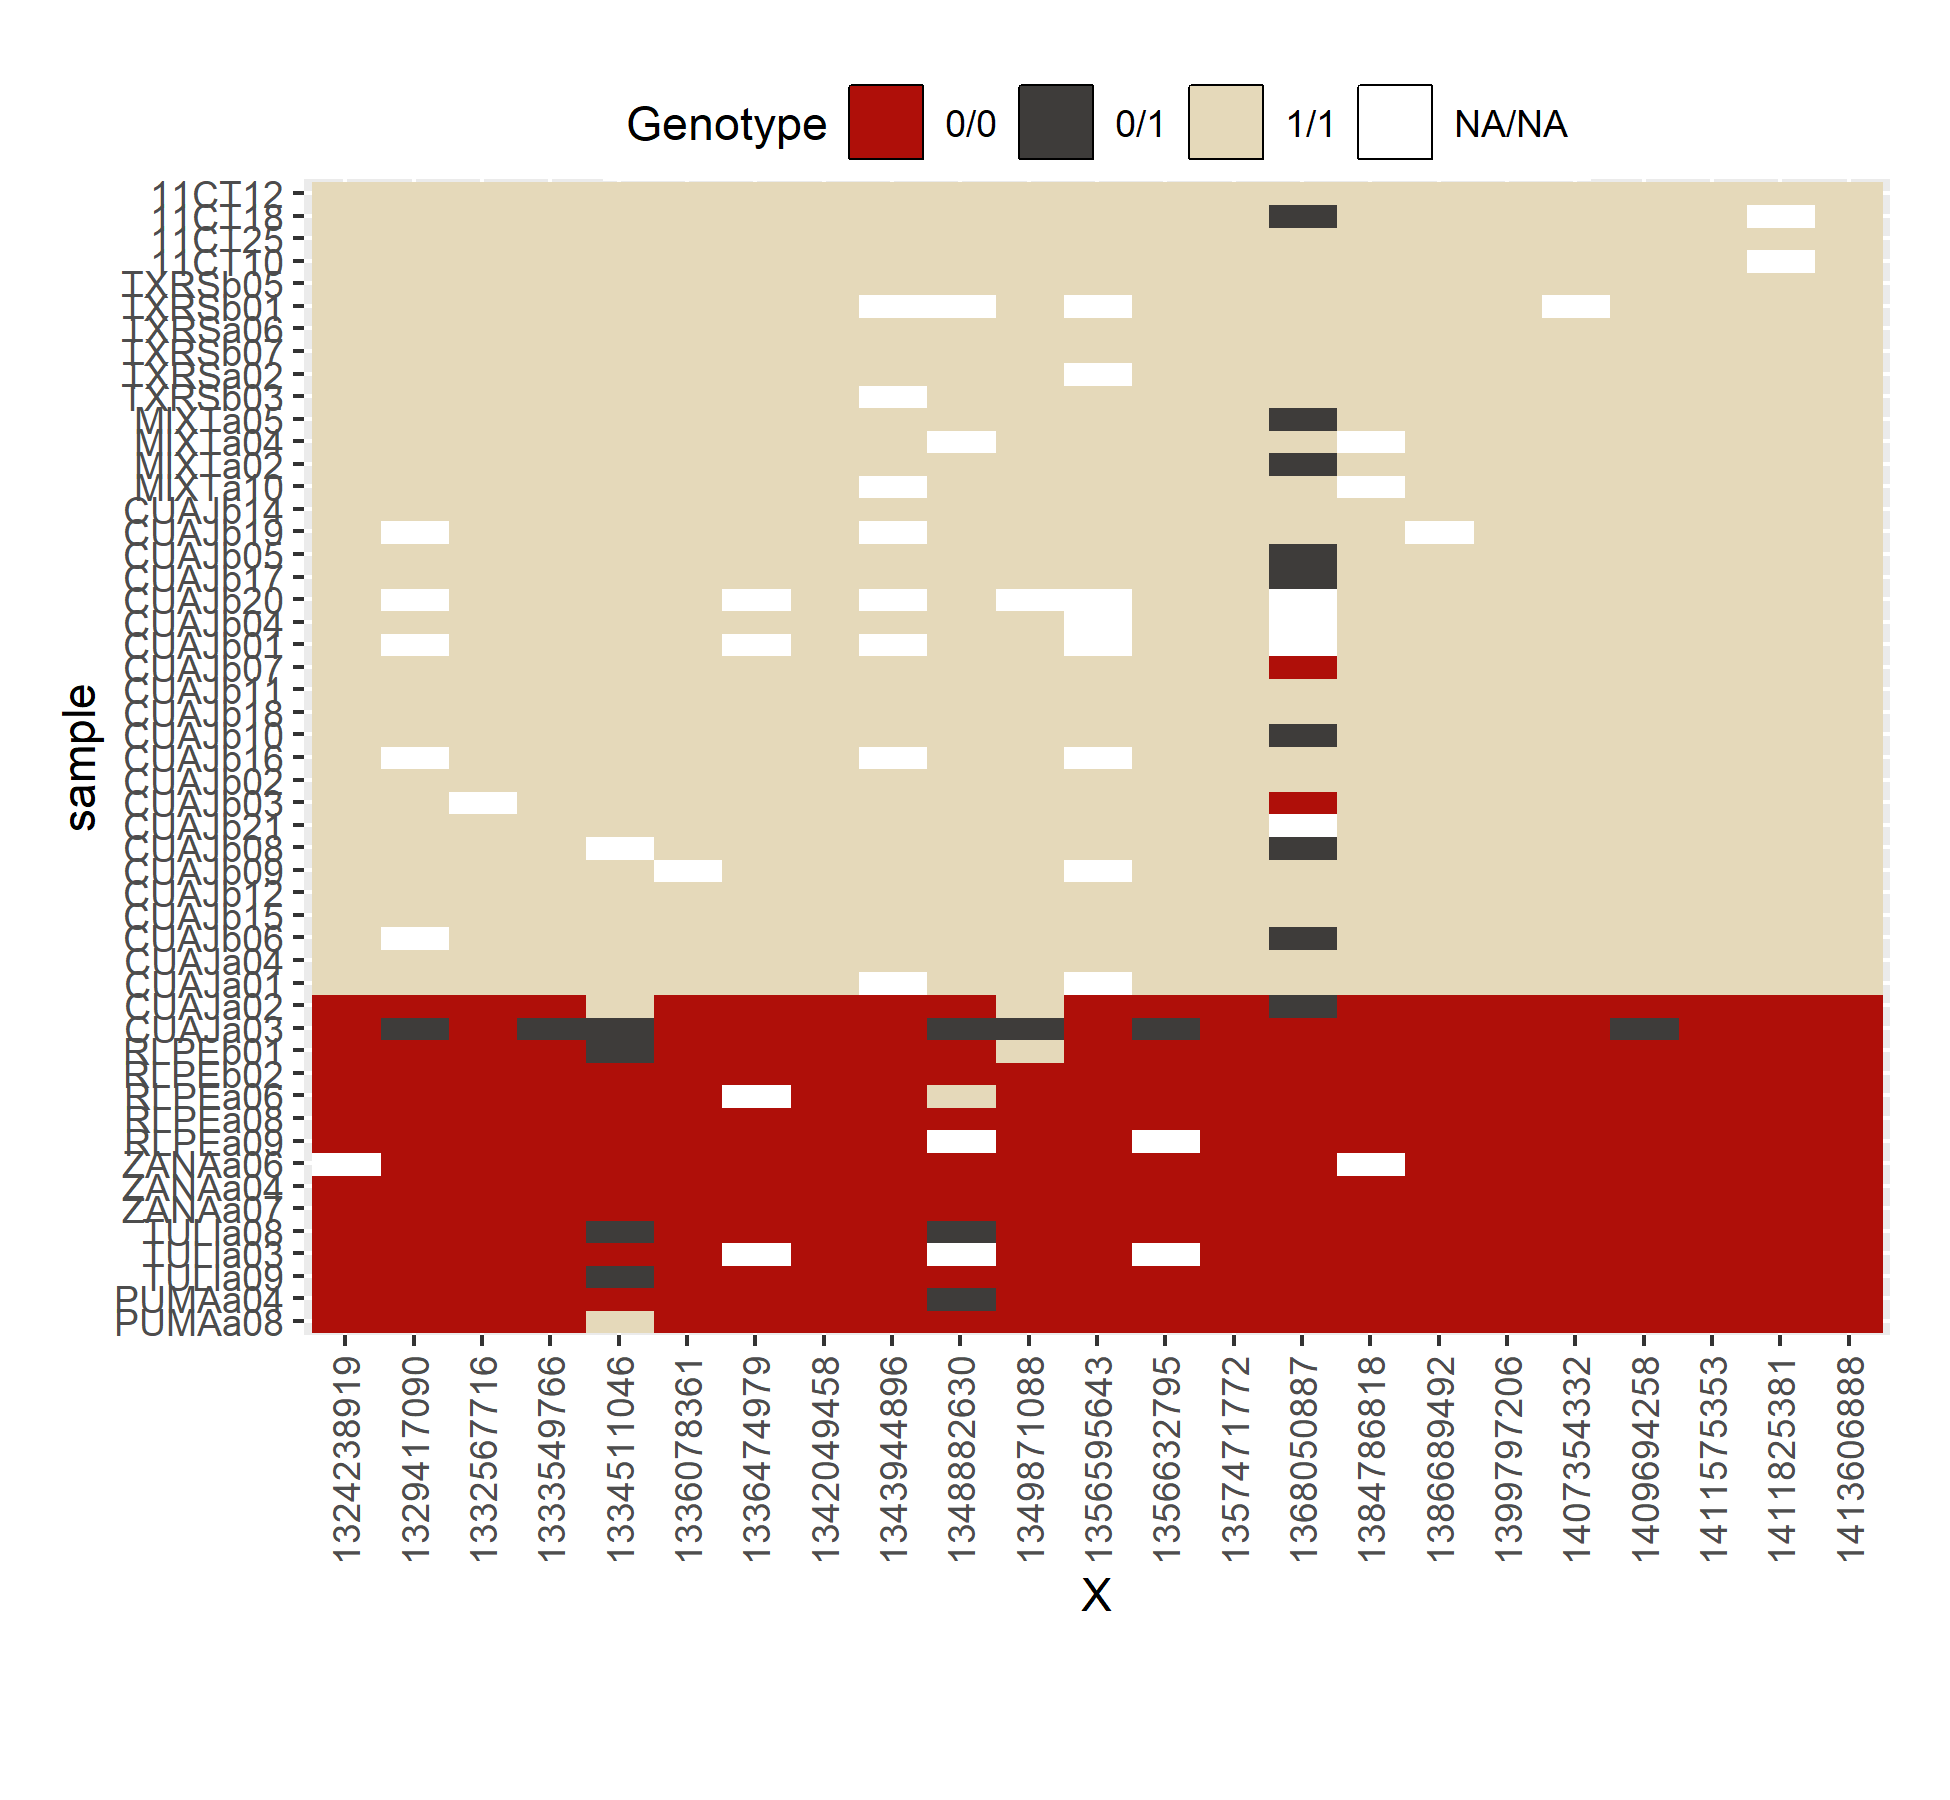 Genotype 0/0 0/1 1/1 NA/NA
11CT12
11CT18
11CT25
11CT10
TXRSb05
TXRSb01
TXRSa06
TXRSb07
TXRSa02
TXRSb03
MIXTa05
MIXTa04
MIXTa02
MIXTa10
CUAJb14
CUAJb19
CUAJb05
CUAJb17
CUAJb20
CUAJb04
CUAJb01
CUAJb07
CUAJb11
CUAJb18
CUAJb10
CUAJb16
CUAJb02
CUAJb03
CUAJb21
CUAJb08
CUAJb09
CUAJb12
CUAJb15
CUAJb06
CUAJa04
CUAJa01
CUAJa02
CUAJa03
RLPEb01
RLPEb02
RLPEa06
RLPEa08
RLPEa09
ZANAa06
ZANAa04
ZANAa07
TULIa08
TULIa03
TULIa09
PUMAa04
PUMAa08
sample
1324238919
1329417090
1332567716
1333549766
1334511046
1336078361
1336474979
1342049458
1343944896
1348882630
1349871088
1356595643
1356632795
1357471772
1368050887
1384786818
1386689492
1399797206
1407354332
1409694258
1411575353
1411825381
1413606888
X